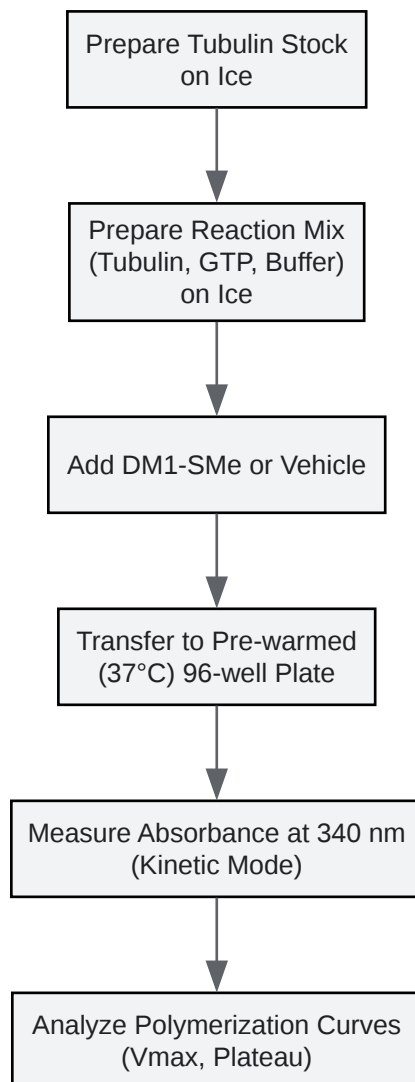 Prepare Tubulin Stock
on Ice
Prepare Reaction Mix
(Tubulin, GTP, Buffer)
on Ice
Add DM1-SMe or Vehicle
Transfer to Pre-warmed
(37°C) 96-well Plate
Measure Absorbance at 340 nm
(Kinetic Mode)
Analyze Polymerization Curves
(Vmax, Plateau)